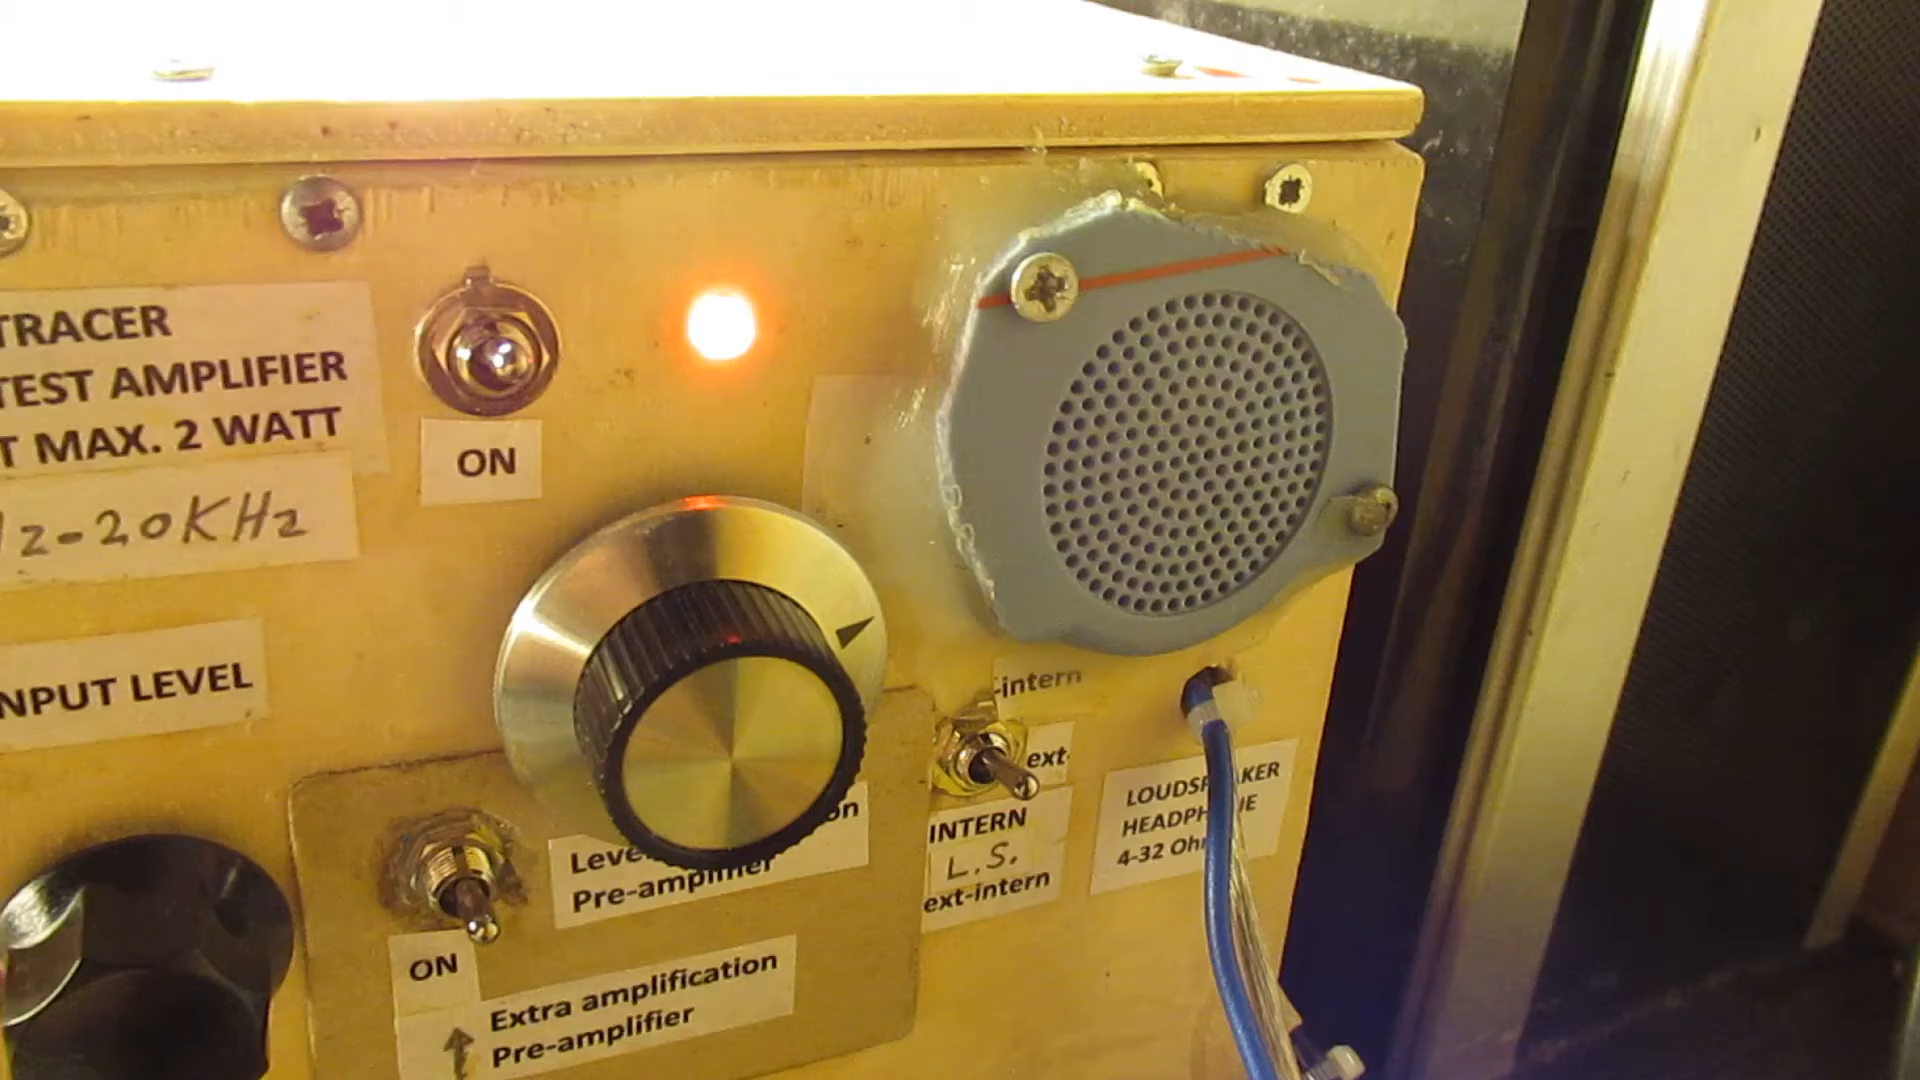 TRACER
TEST AMPLIFIER
T MAX. 2 WATT
Hz-20KHz
ON
INPUT LEVEL
-intern
ext-
INTERN
L.S.
ext-intern
4-32
Pre-amplifier
ON
Extra amplification
Pre-amplifier